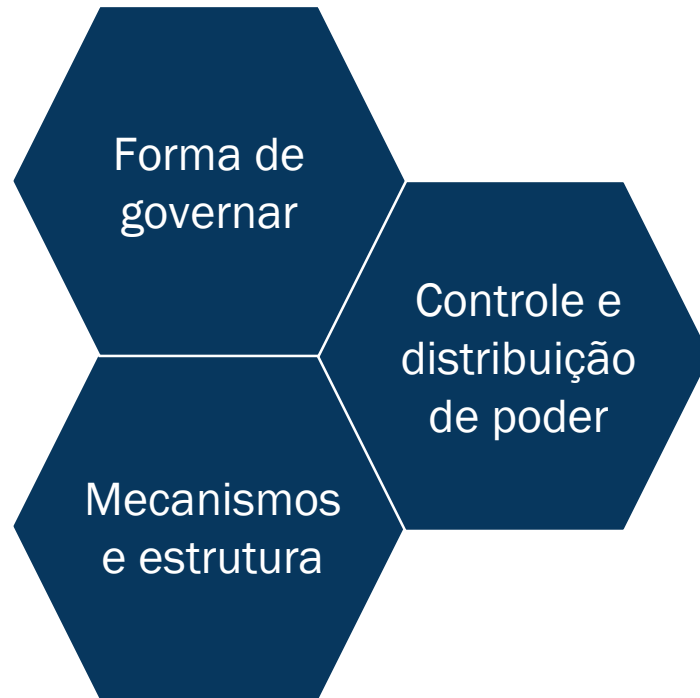 Forma de
governar
Controle e
distribuição
de poder
Mecanismos
e estrutura